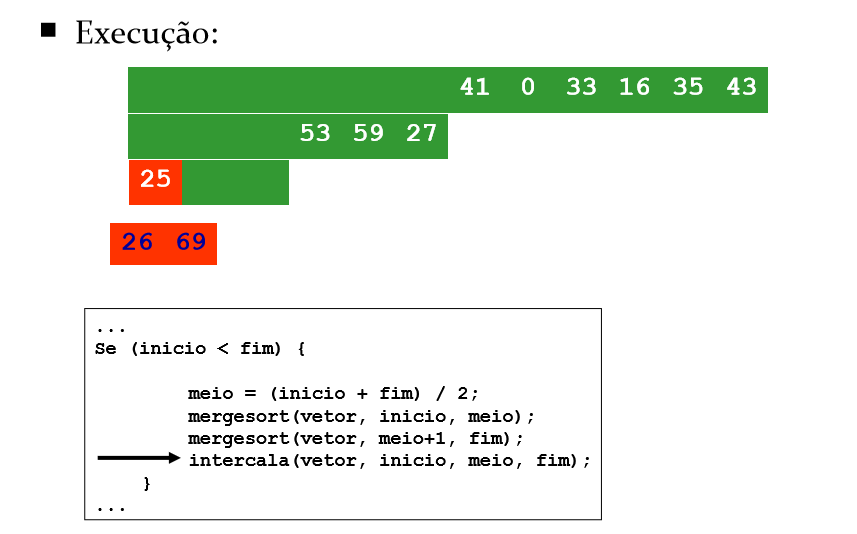 Execução:
41 0 33 16 35 43
53 59 27
25
26 69
...
Se (inicio < fim) {
meio = (inicio + fim) / 2;
mergesort(vetor, inicio, meio);
mergesort(vetor, meio+1, fim);
intercala(vetor, inicio, meio, fim);
}
...